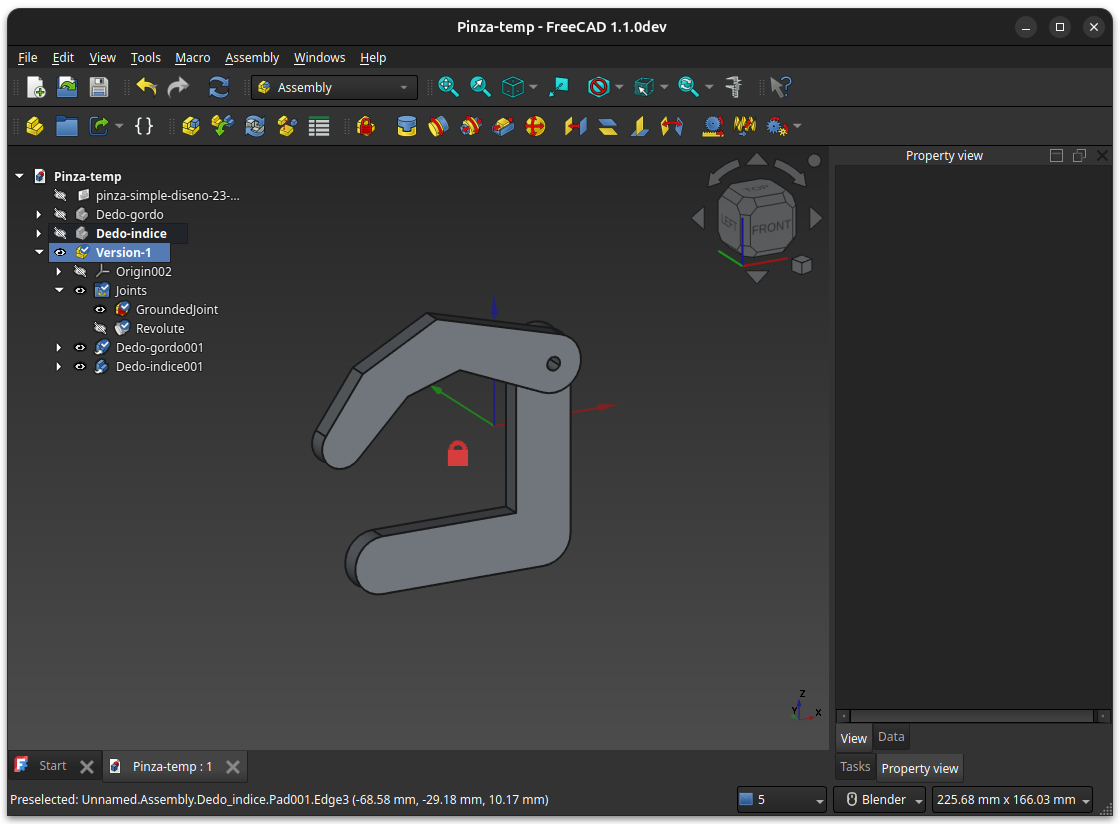 Pinza-temp - FreeCAD 1.1.0dev
File Edit View Tools Macro Assembly Windows Help
Assembly
Property view
Pinza-temp
pinza-simple-diseno-23-...
Dedo-gordo
Dedo-indice
Version-1
Origin002
Joints
GroundedJoint
Revolute
Dedo-gordo001
Dedo-indice001
TOP
LEFT FRONT
Z
Y X
View Data
Start Pinza-temp : 1
Tasks Property view
Preselected: Unnamed.Assembly.Dedo_indice.Pad001.Edge3 (-68.58 mm, -29.18 mm, 10.17 mm) 5 Blender 225.68 mm x 166.03 mm